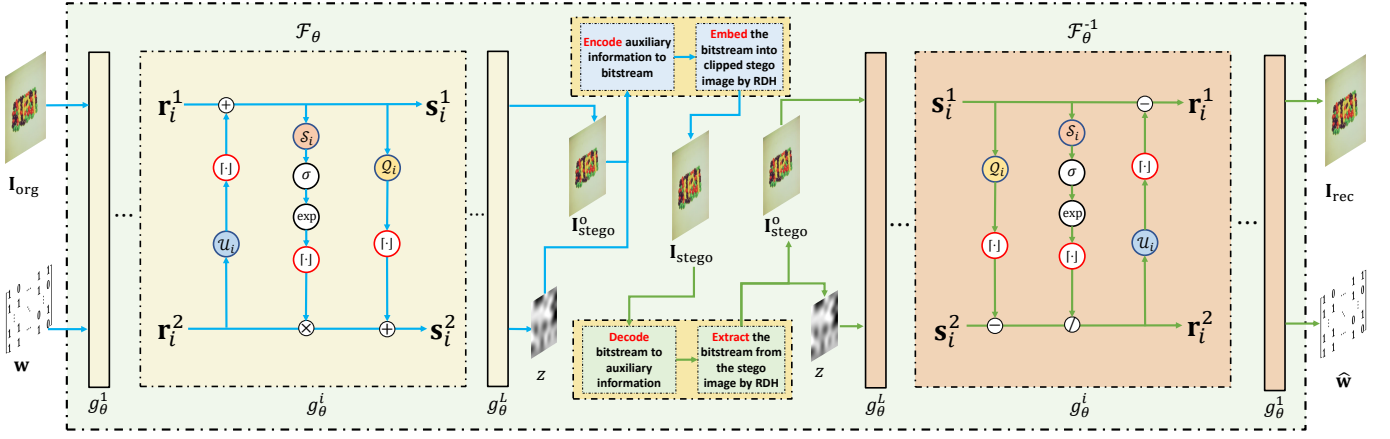 ℱ_θ
ℱ_θ^{-1}
Encode auxiliary
information to
bitstream
Embed the
bitstream into
clipped stego
image by RDH
I_org
w
g_θ^1
...
r_i^1
+
s_i^1
⌈·⌋
𝒰_i
𝒮_i
σ
exp
⌈·⌋
𝒬_i
⌈·⌋
r_i^2
×
+
s_i^2
g_θ^i
...
g_θ^L
I_stego^o
I_stego
I_stego^o
z
Decode
bitstream to
auxiliary
information
Extract the
bitstream from
the stego
image by RDH
z
g_θ^L
...
s_i^1
−
r_i^1
𝒬_i
⌈·⌋
𝒮_i
σ
exp
⌈·⌋
⌈·⌋
𝒰_i
s_i^2
−
/
r_i^2
g_θ^i
...
g_θ^1
I_rec
ŵ